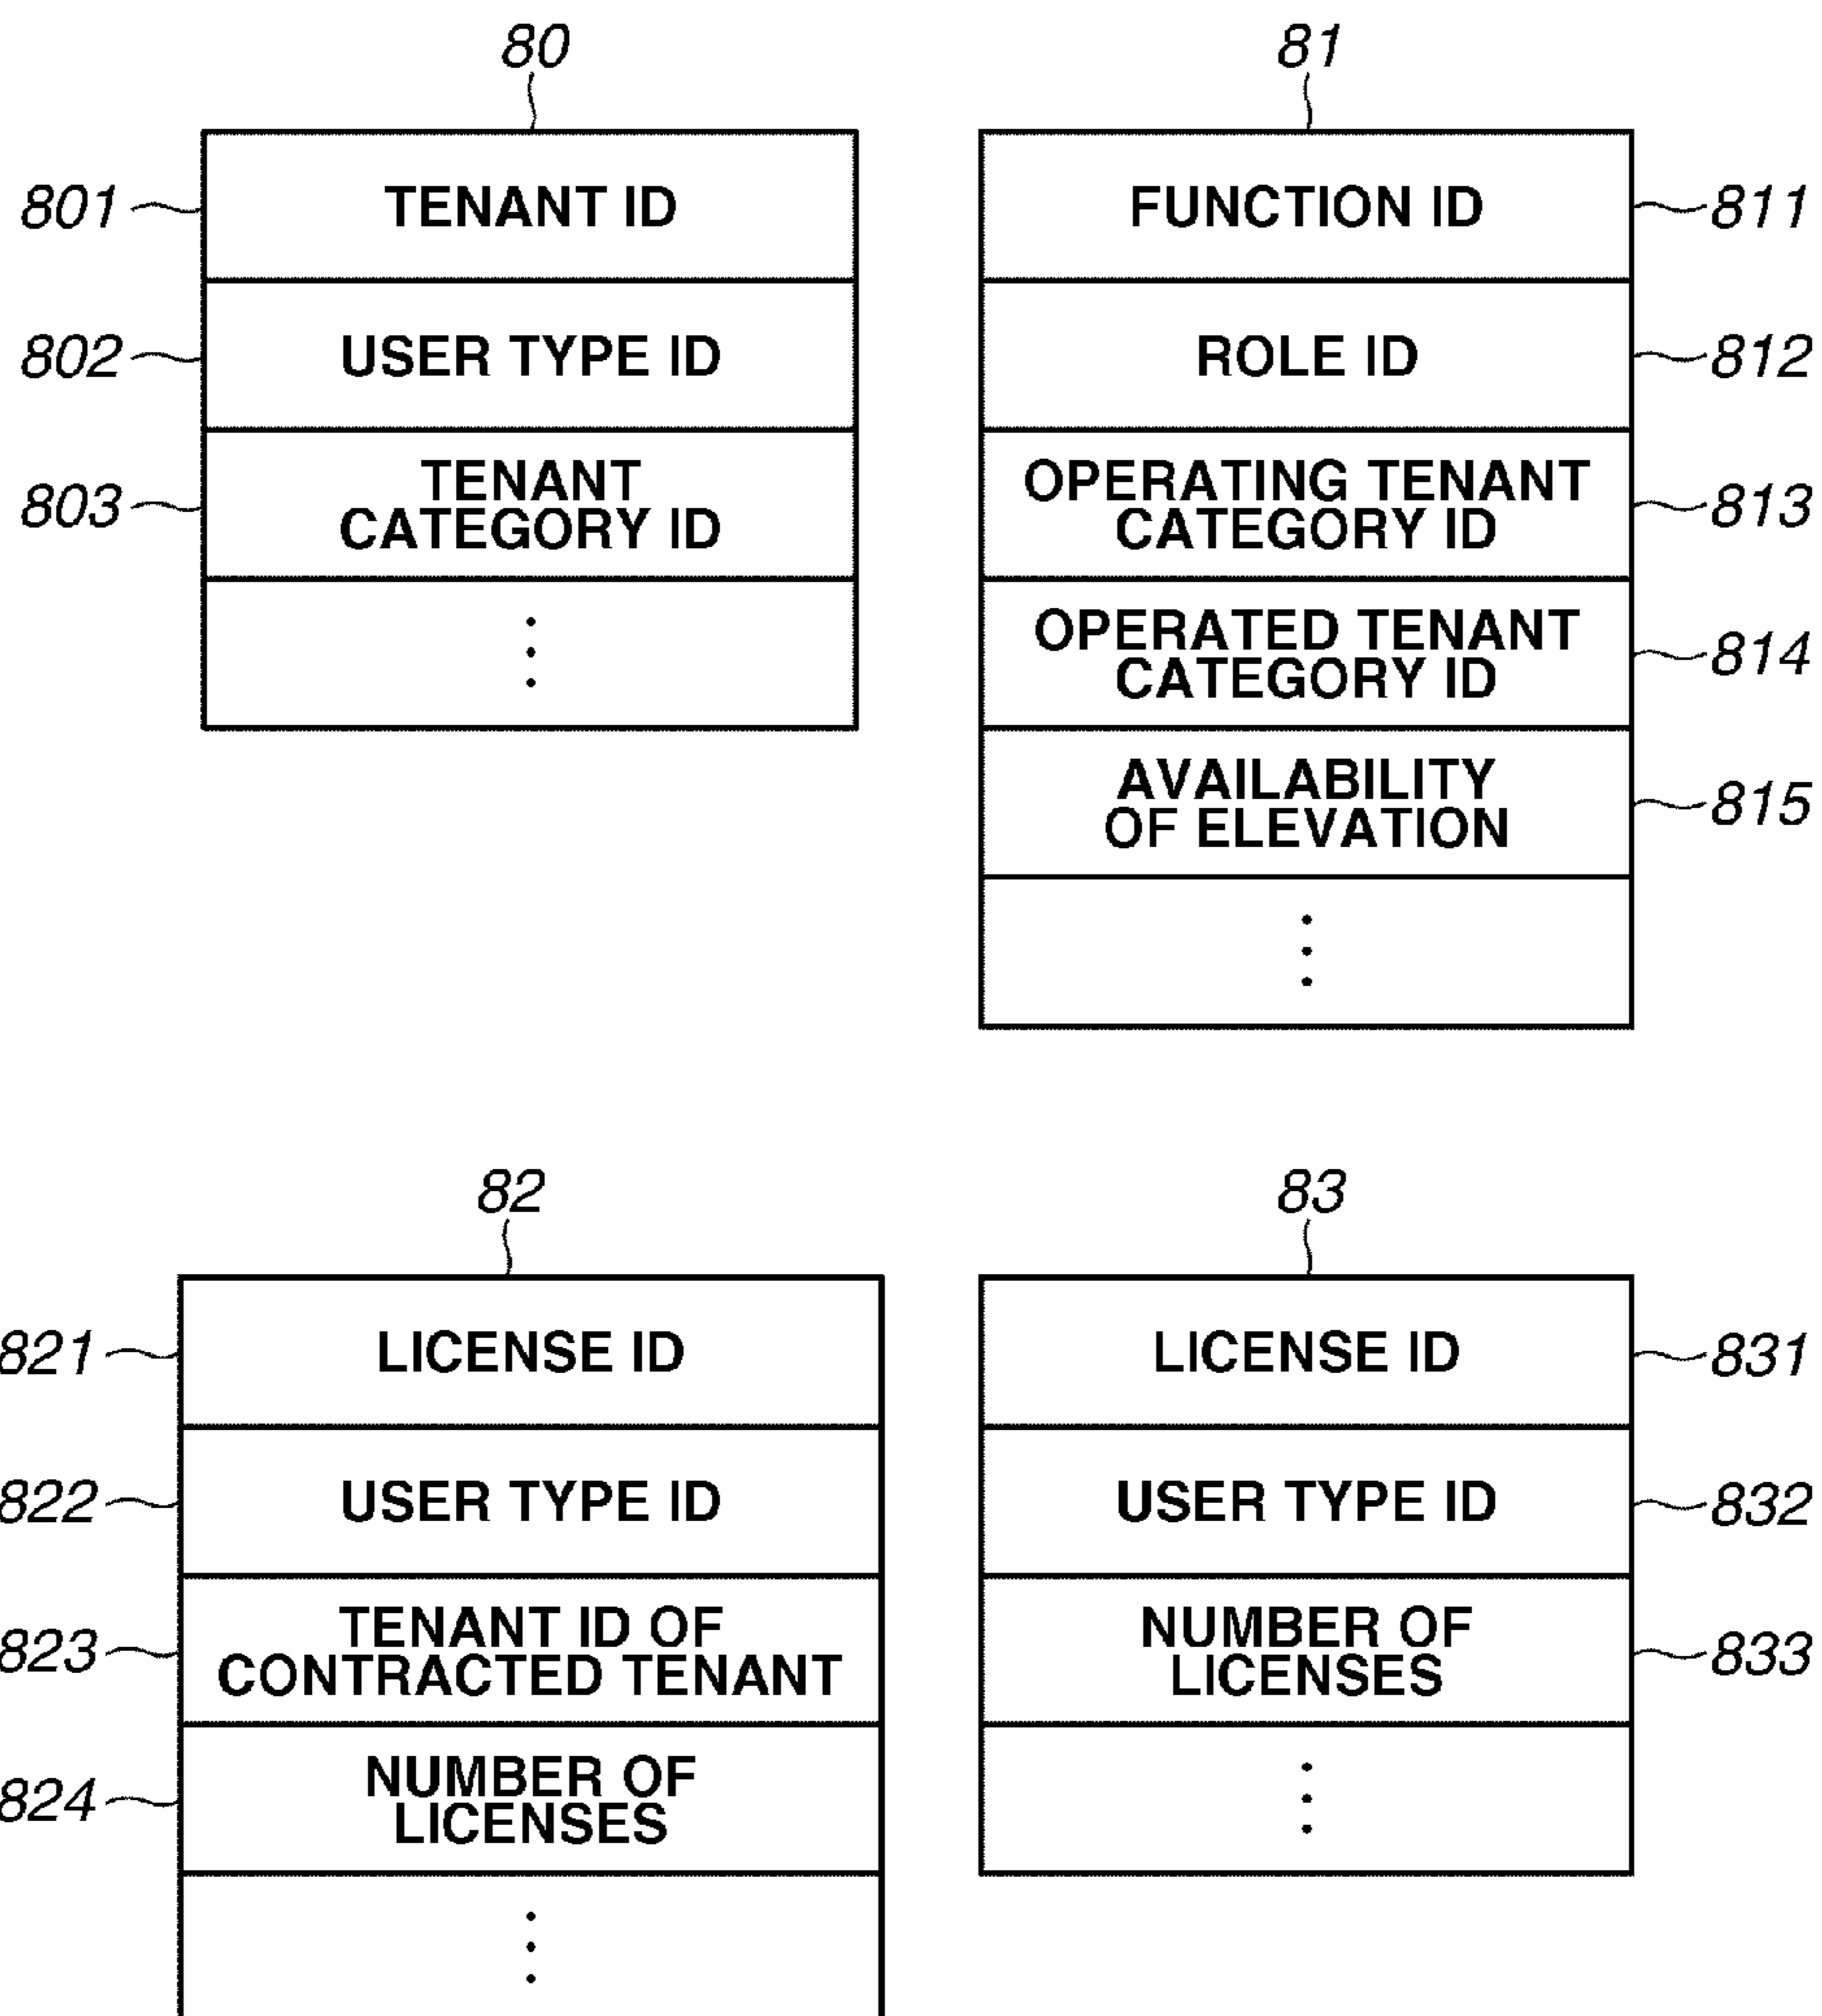 80
801
TENANT ID
802
USER TYPE ID
803
TENANT
CATEGORY ID
81
FUNCTION ID
811
ROLE ID
812
OPERATING TENANT
CATEGORY ID
813
OPERATED TENANT
CATEGORY ID
814
AVAILABILITY
OF ELEVATION
815
82
821
LICENSE ID
822
USER TYPE ID
823
TENANT ID OF
CONTRACTED TENANT
824
NUMBER OF
LICENSES
83
LICENSE ID
831
USER TYPE ID
832
NUMBER OF
LICENSES
833